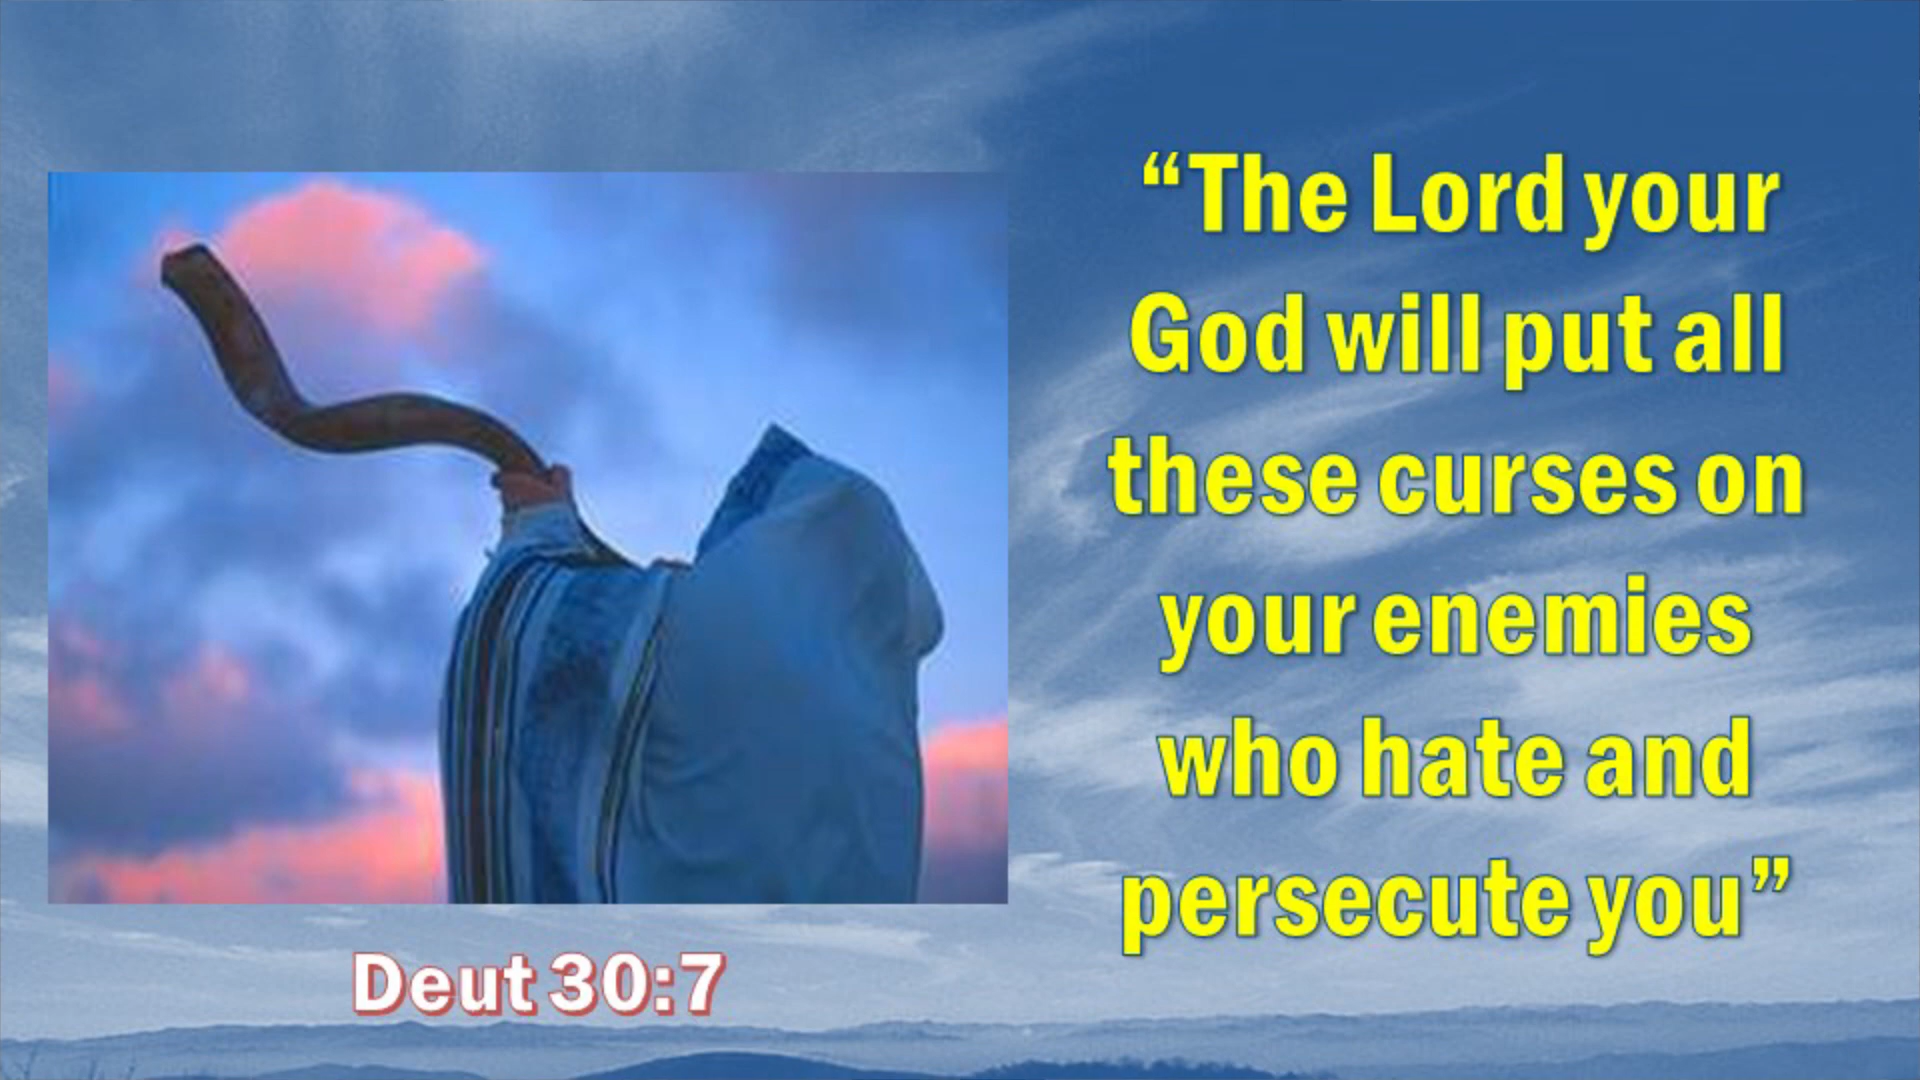 “The Lord your
God will put all
these curses on
your enemies
who hate and
persecute you”
Deut 30:7